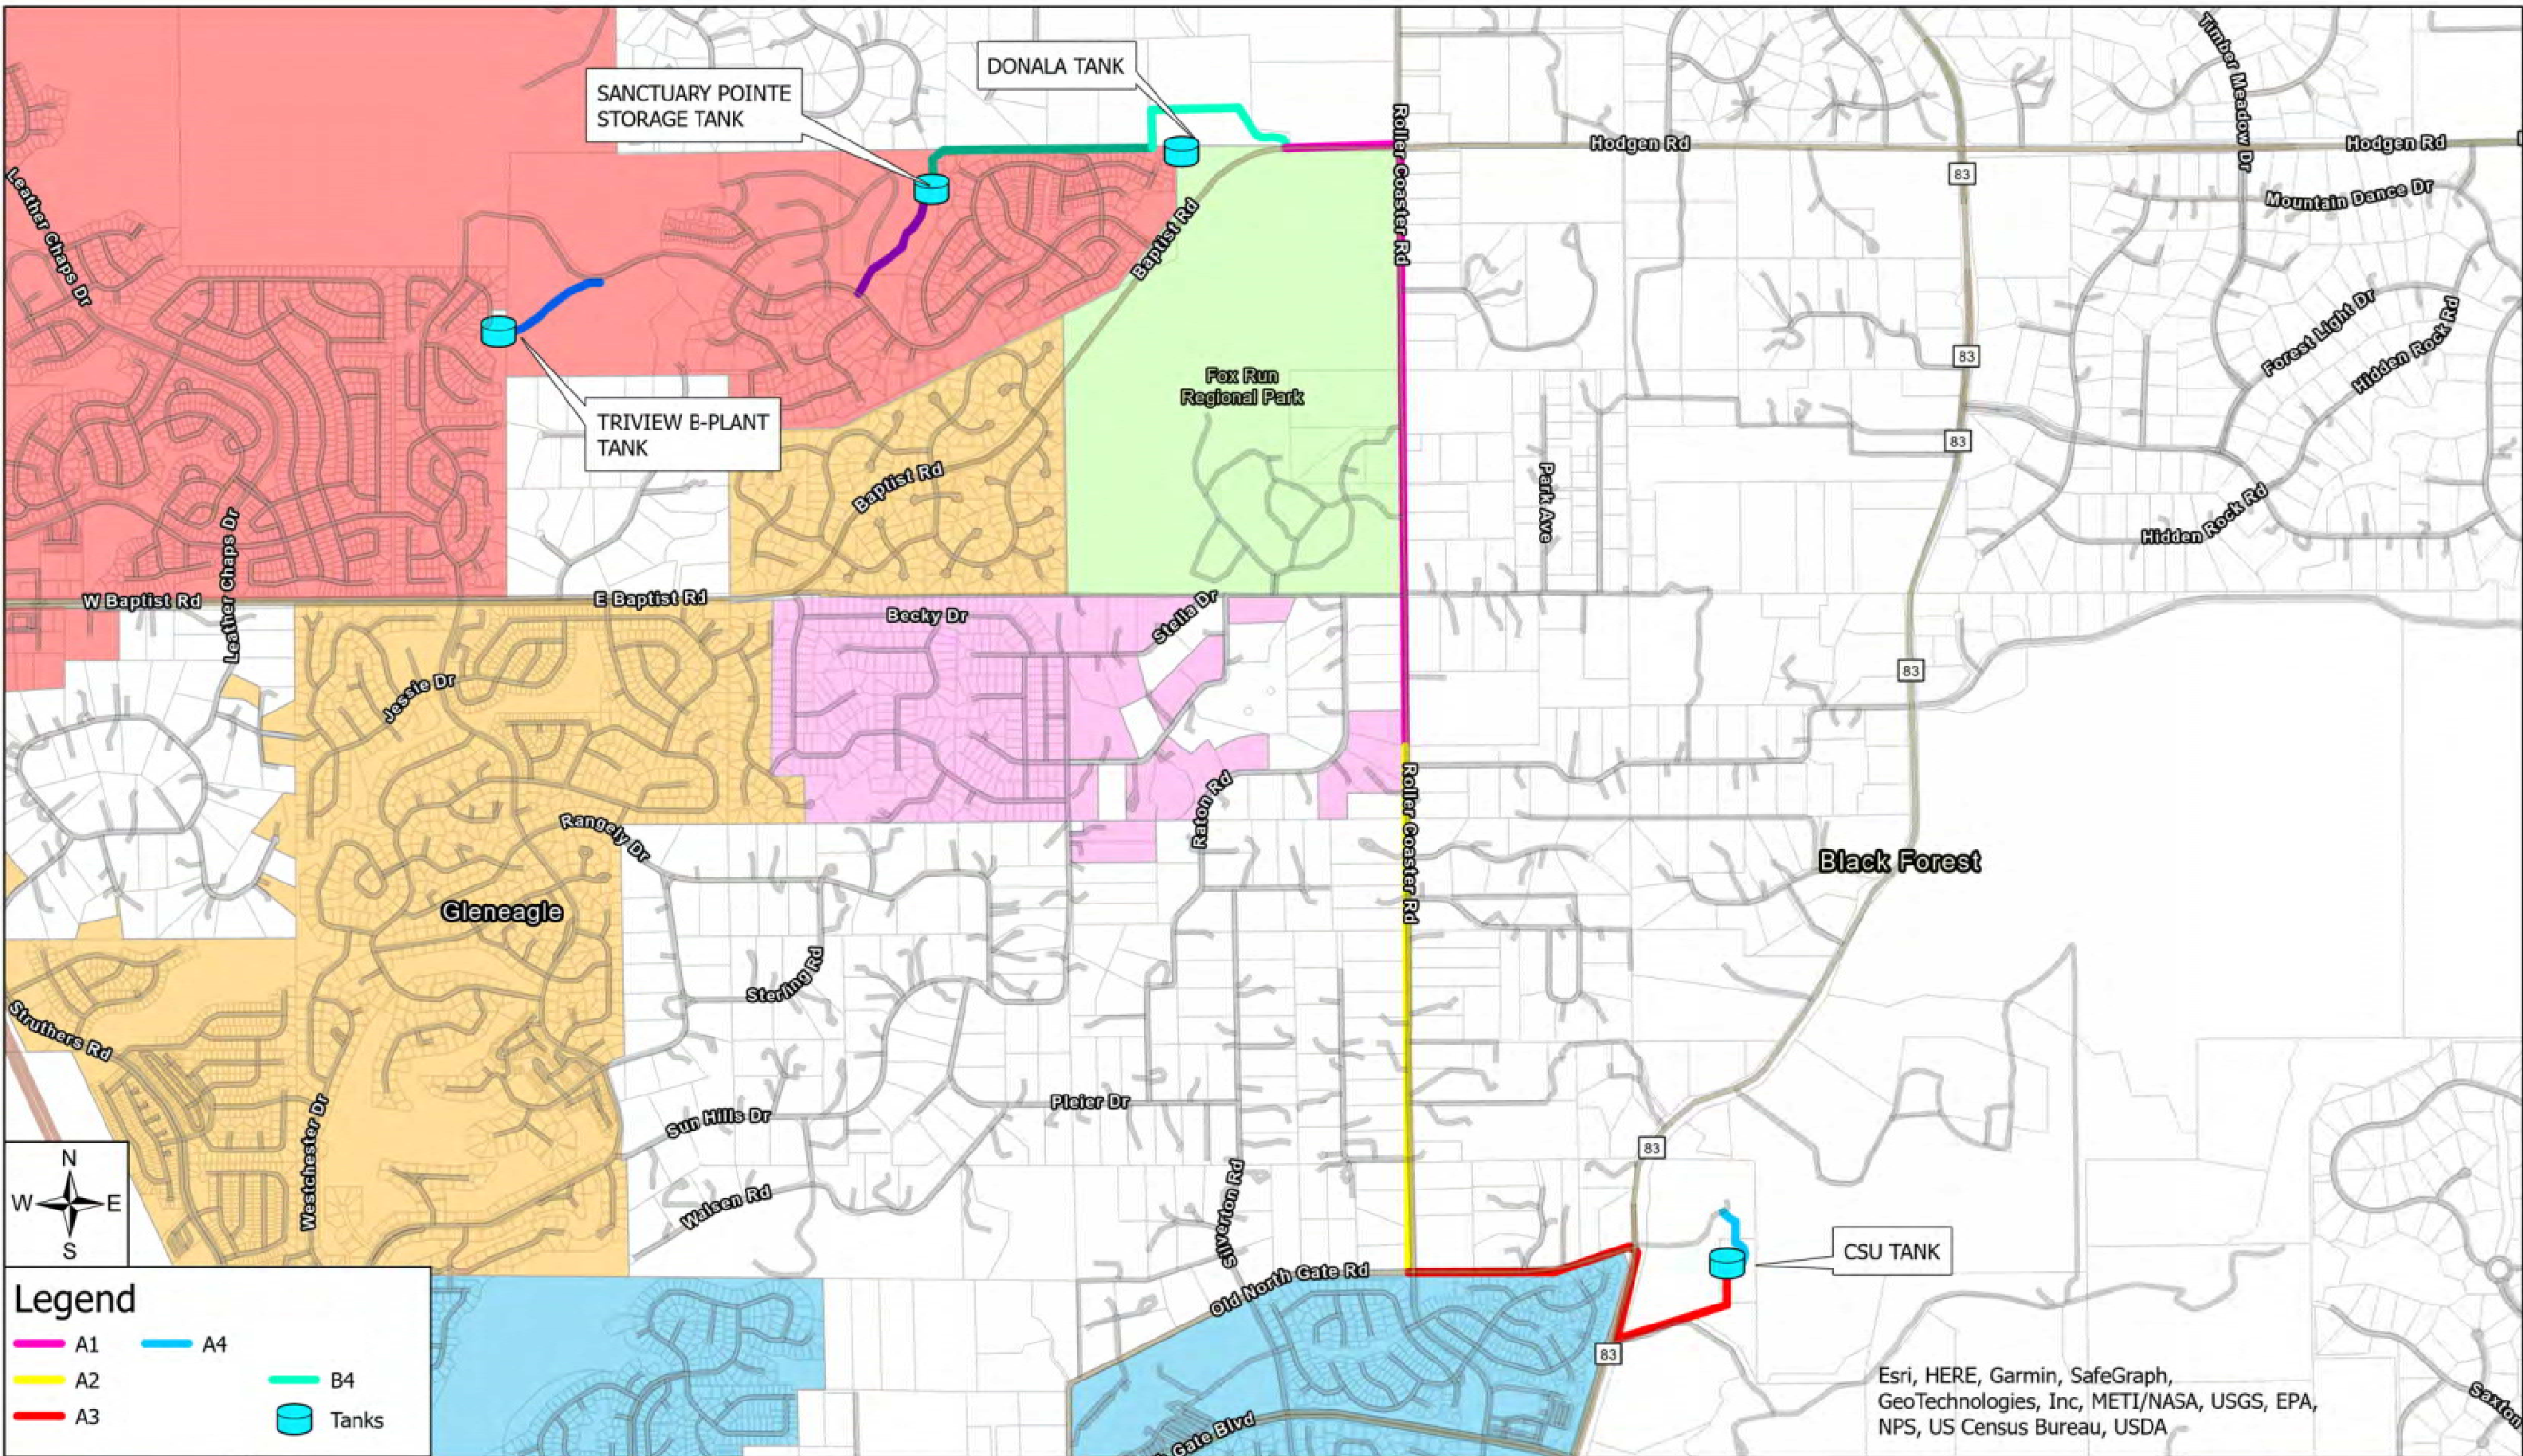 DONALA TANK
SANCTUARY POINTE
STORAGE TANK
Timber Meadow Dr
Roller Coaster Rd
Hodgen Rd
Hodgen Rd
83
Mountain Dance Dr
Leather Chaps Dr
Baptist Rd
Forest Light Dr
Hidden Rock Rd
83
Fox Run
Regional Park
TRIVIEW B-PLANT
TANK
83
Baptist Rd
Park Ave
Hidden Rock Rd
Leather Chaps Dr
W Baptist Rd
E Baptist Rd
Becky Dr
Stella Dr
83
Jessie Dr
Raton Rd
Roller Coaster Rd
Rangely Dr
Black Forest
Gleneagle
Sterling Rd
Struthers Rd
Pleier Dr
Sun Hills Dr
Westchester Dr
83
Walsen Rd
Silverton Rd
N
W E
S
CSU TANK
Old North Gate Rd
83
Legend
A1 A4
A2 B4
A3 Tanks
Gate Blvd
Esri, HERE, Garmin, SafeGraph,
GeoTechnologies, Inc, METI/NASA, USGS, EPA,
NPS, US Census Bureau, USDA
Saxton